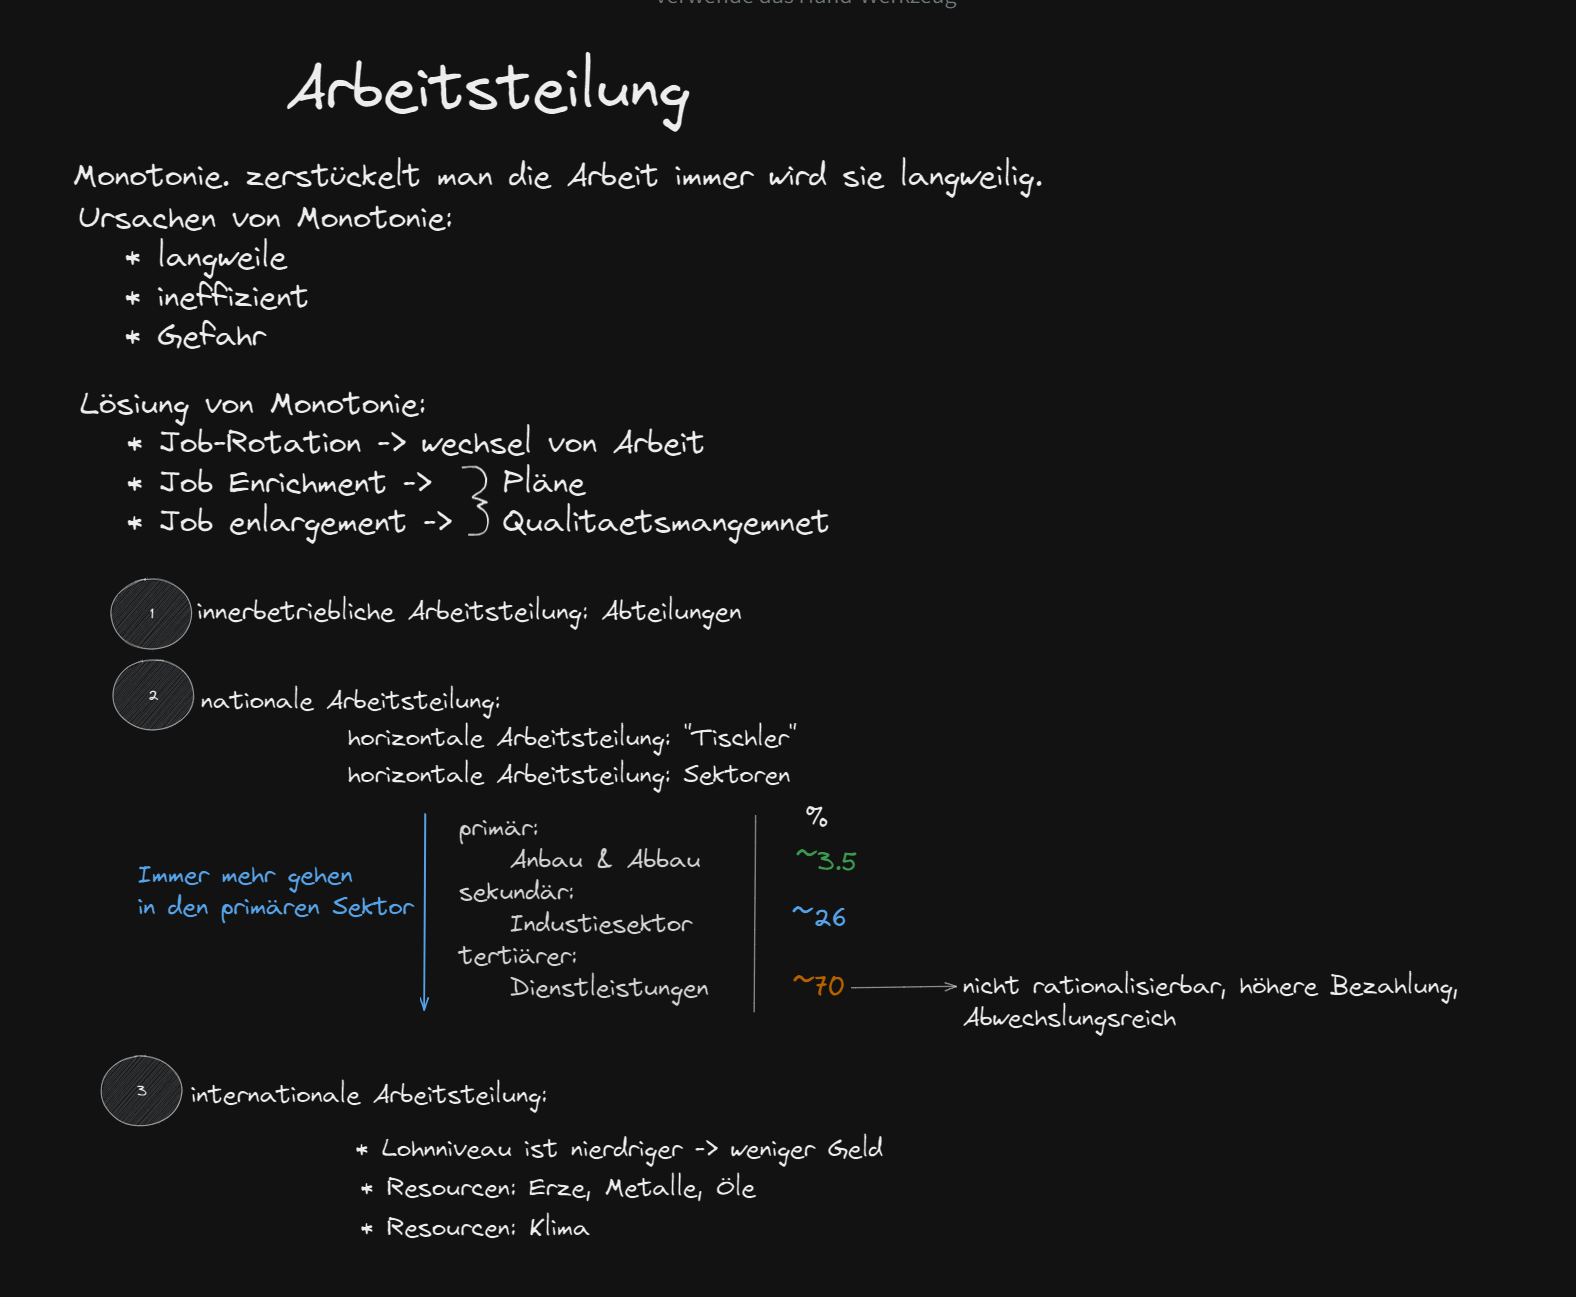 verwende das Hand-Werkzeug
Arbeitsteilung
Monotonie. zerstückelt man die Arbeit immer wird sie langweilig.
Ursachen von Monotonie:
* langweile
* ineffizient
* Gefahr
Lösiung von Monotonie:
* Job-Rotation -> wechsel von Arbeit
* Job Enrichment -> Pläne
* Job enlargement -> Qualitaetsmangemnet
1 innerbetriebliche Arbeitsteilung: Abteilungen
2 nationale Arbeitsteilung:
horizontale Arbeitsteilung: "Tischler"
horizontale Arbeitsteilung: Sektoren
%
primär:
Anbau & Abbau ~3.5
Immer mehr gehen
in den primären Sektor
sekundär:
Industiesektor ~26
tertiärer:
Dienstleistungen ~70 nicht rationalisierbar, höhere Bezahlung,
Abwechslungsreich
3 internationale Arbeitsteilung:
* Lohnniveau ist nierdriger -> weniger Geld
* Resourcen: Erze, Metalle, Öle
* Resourcen: Klima